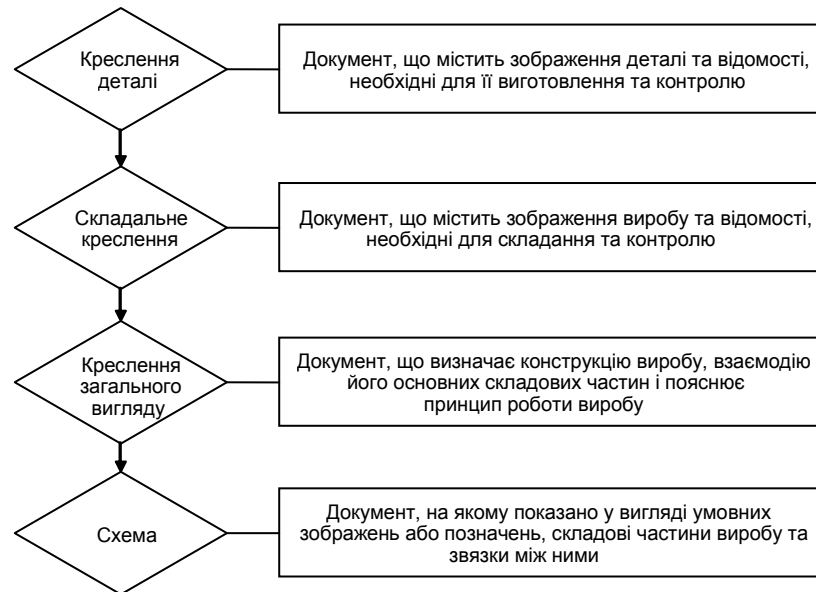 Креслення
деталі
Документ, що містить зображення деталі та відомості,
необхідні для її виготовлення та контролю
Складальне
креслення
Документ, що містить зображення виробу та відомості,
необхідні для складання та контролю
Креслення
загального
вигляду
Документ, що визначає конструкцію виробу, взаємодію
його основних складових частин і пояснює
принцип роботи виробу
Схема
Документ, на якому показано у вигляді умовних
зображень або позначень, складові частини виробу та
звязки між ними